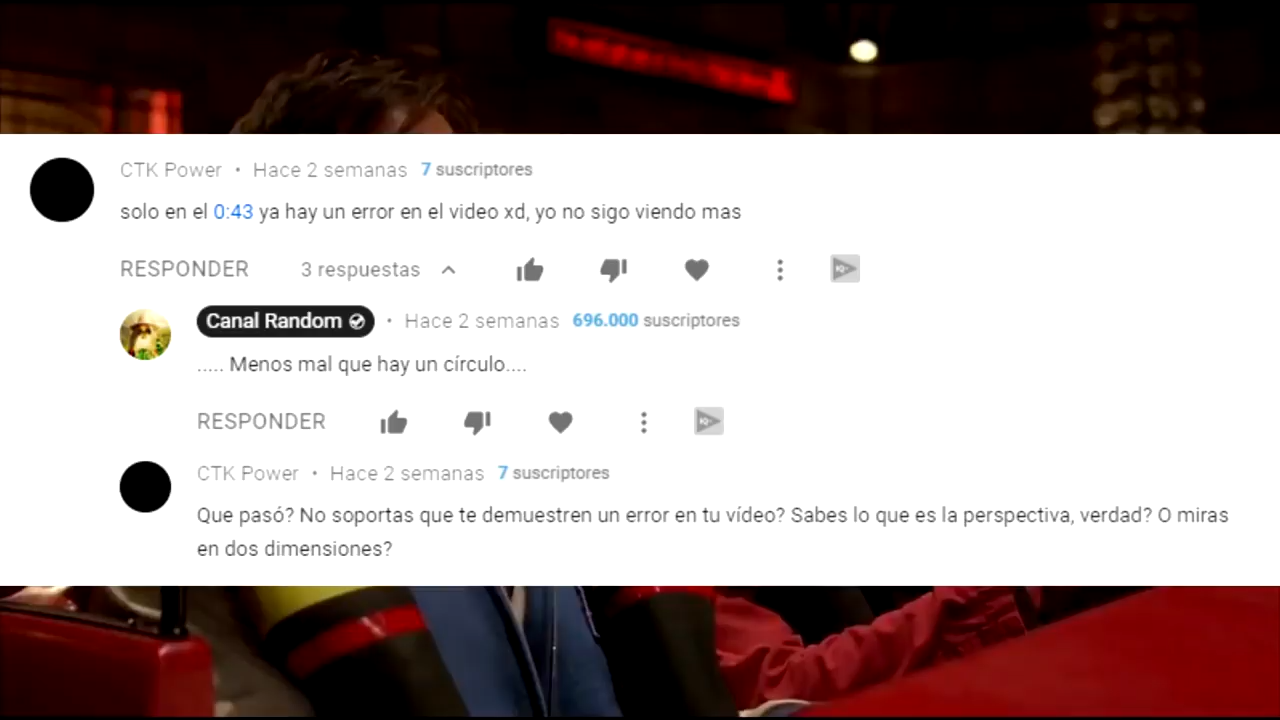 CTK Power • Hace 2 semanas 7 suscriptores
solo en el 0:43 ya hay un error en el video xd, yo no sigo viendo mas
RESPONDER 3 respuestas
Canal Random • Hace 2 semanas 696.000 suscriptores
..... Menos mal que hay un círculo....
RESPONDER
CTK Power • Hace 2 semanas 7 suscriptores
Que pasó? No soportas que te demuestren un error en tu vídeo? Sabes lo que es la perspectiva, verdad? O miras
en dos dimensiones?